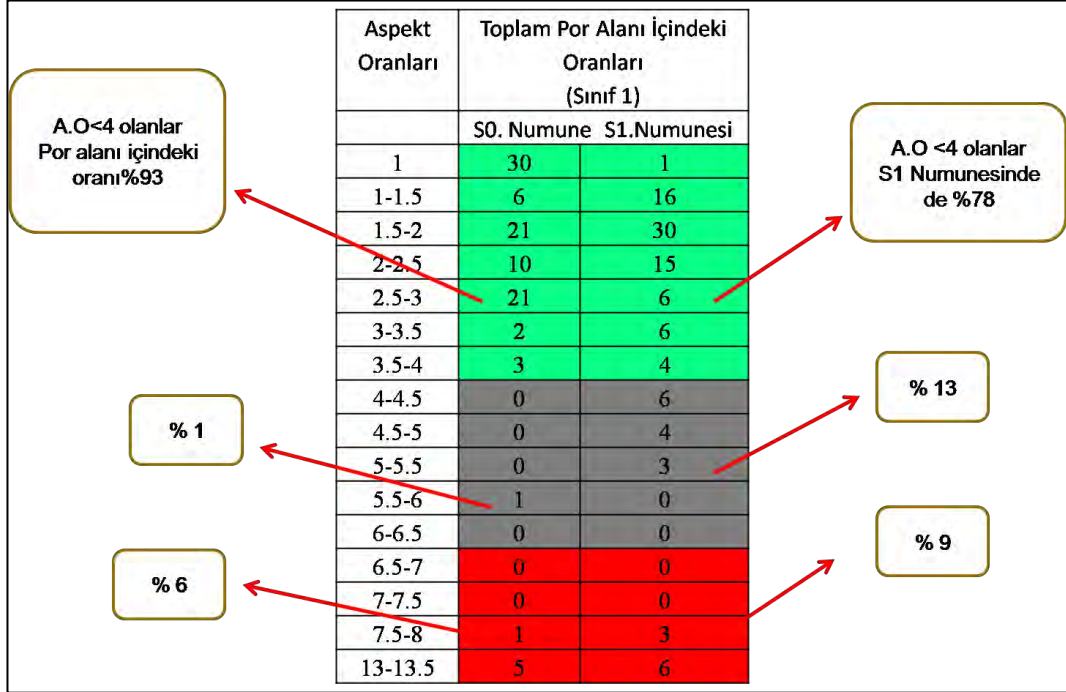 Aspekt Oranları
Toplam Por Alanı İçindeki Oranları (Sınıf 1)
S0. Numune S1.Numunesi
1 30 1
1-1.5 6 16
1.5-2 21 30
2-2.5 10 15
2.5-3 21 6
3-3.5 2 6
3.5-4 3 4
4-4.5 0 6
4.5-5 0 4
5-5.5 0 3
5.5-6 1 0
6-6.5 0 0
6.5-7 0 0
7-7.5 0 0
7.5-8 1 3
13-13.5 5 6
A.O<4 olanlar
Por alanı içindeki
oranı%93
% 1
% 6
A.O <4 olanlar
S1 Numunesinde
de %78
% 13
% 9